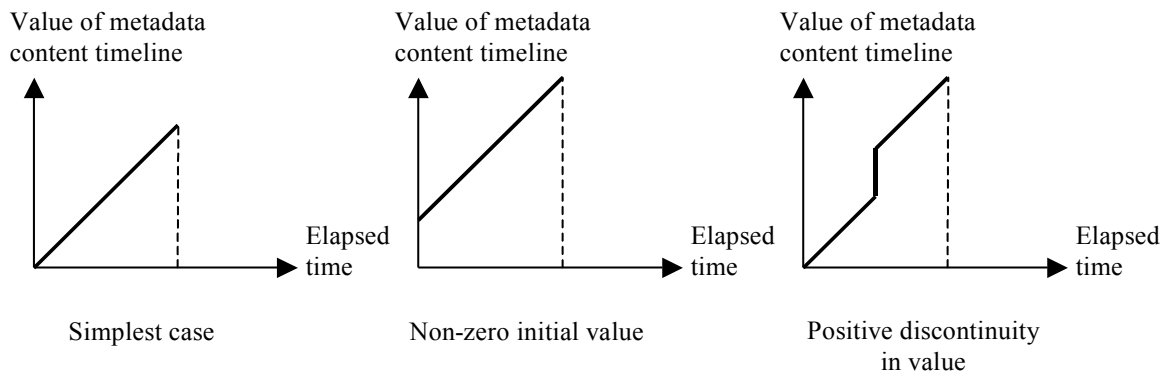 Value of metadata
content timeline
Elapsed
time
Simplest case
Value of metadata
content timeline
Elapsed
time
Non-zero initial value
Value of metadata
content timeline
Elapsed
time
Positive discontinuity
in value